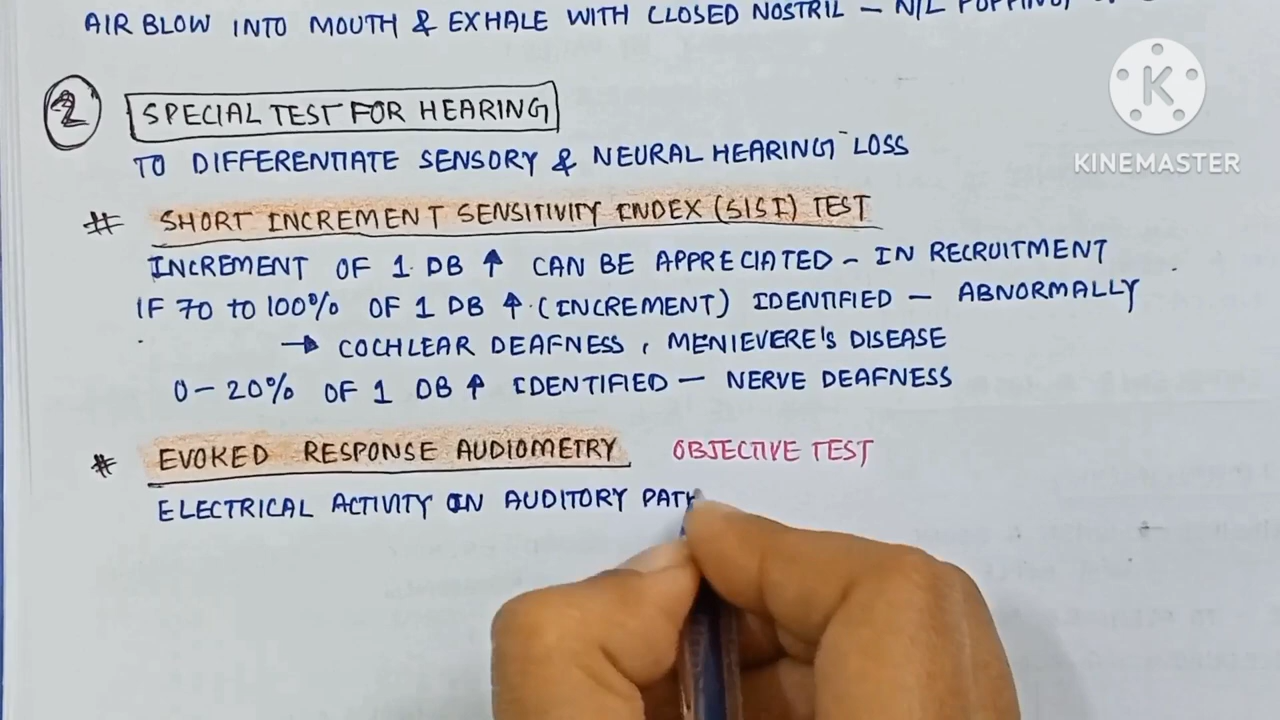 AIR BLOW INTO MOUTH & EXHALE WITH CLOSED NOSTRIL – N/L POPPING
2 SPECIAL TEST FOR HEARING
TO DIFFERENTIATE SENSORY & NEURAL HEARING LOSS
# SHORT INCREMENT SENSITIVITY INDEX (SISI) TEST
INCREMENT OF 1 DB ↑ CAN BE APPRECIATED – IN RECRUITMENT
IF 70 TO 100% OF 1 DB ↑ (INCREMENT) IDENTIFIED – ABNORMALLY
→ COCHLEAR DEAFNESS, MENIEVERE'S DISEASE
0 – 20% OF 1 DB ↑ IDENTIFIED – NERVE DEAFNESS
# EVOKED RESPONSE AUDIOMETRY OBJECTIVE TEST
ELECTRICAL ACTIVITY IN AUDITORY PATH
K
KINEMASTER